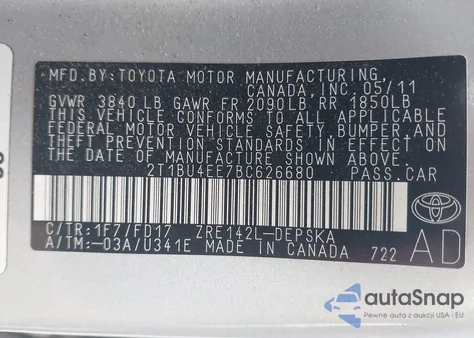 MFD.BY:TOYOTA MOTOR MANUFACTURING,
CANADA,INC.05/11
GVWR 3840 LB GAWR FR 2090LB,RR 1850LB
THIS VEHICLE CONFORMS TO ALL APPLICABLE
FEDERAL MOTOR VEHICLE SAFETY,BUMPER,AND
THEFT PREVENTION STANDARDS IN EFFECT ON
THE DATE OF MANUFACTURE SHOWN ABOVE.
2T1BU4EE7BC626680 PASS.CAR
C/TR:1F7/FD17 ZRE142L-DEPSKA
A/TM:-03A/U341E MADE IN CANADA 722
AD
autoSnap
Pewne auta z aukcji USA - EU